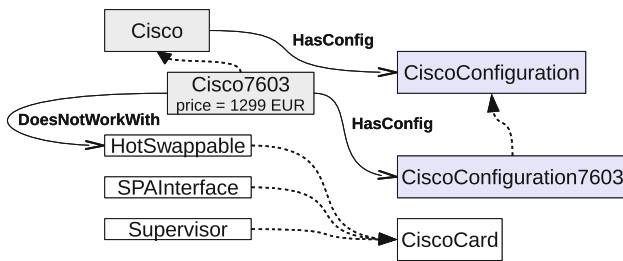 Cisco
HasConfig
CiscoConfiguration
Cisco7603
price = 1299 EUR
DoesNotWorkWith
HasConfig
HotSwappable
CiscoConfiguration7603
SPAInterface
Supervisor
CiscoCard